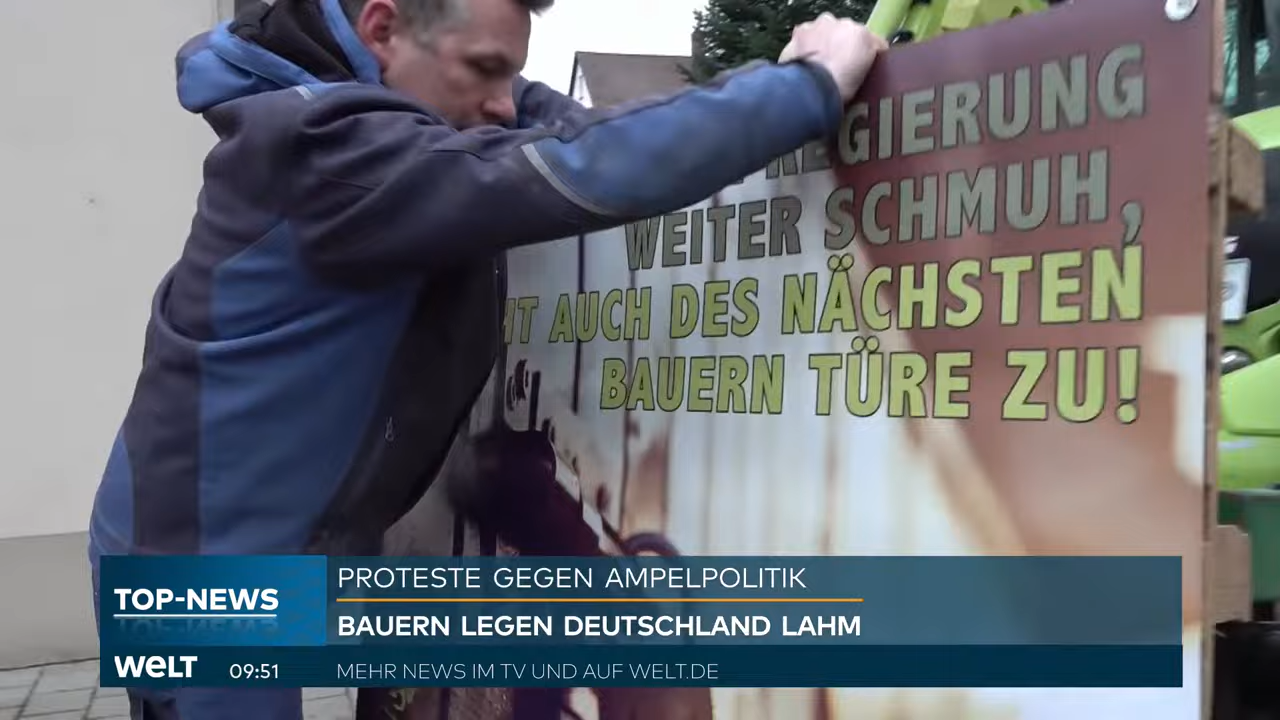 REGIERUNG
WEITER SCHMUH,
AUCH DES NÄCHSTEN
BAUERN TÜRE ZU!
PROTESTE GEGEN AMPELPOLITIK
TOP-NEWS
BAUERN LEGEN DEUTSCHLAND LAHM
WELT 09:51 MEHR NEWS IM TV UND AUF WELT.DE